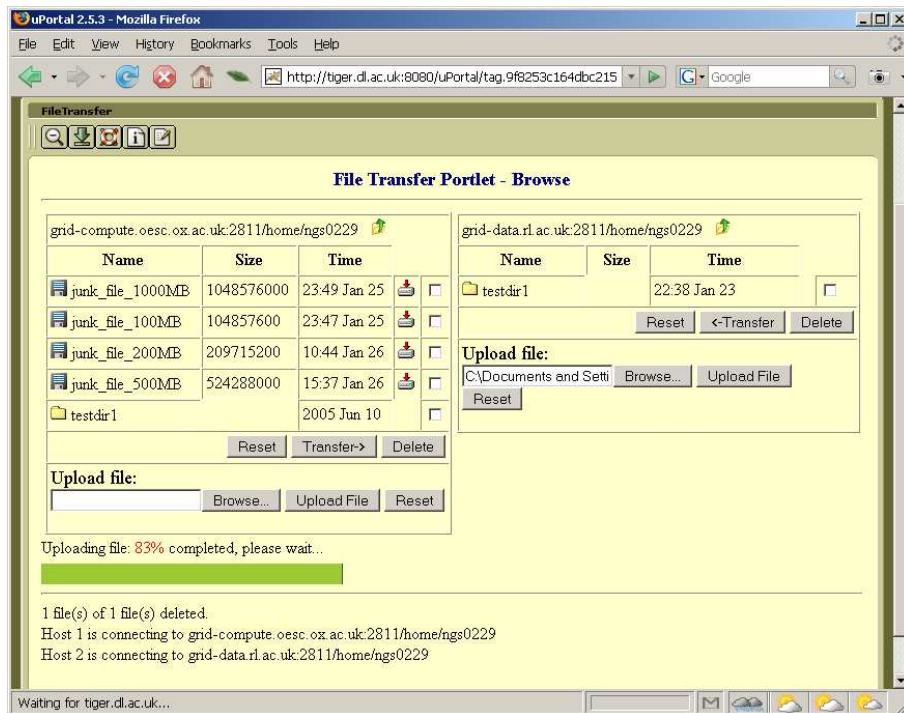 uPortal 2.5.3 - Mozilla Firefox
File Edit View History Bookmarks Tools Help
http://tiger.dl.ac.uk:8080/uPortal/tag.9f8253c164dbc215 G Google
FileTransfer
File Transfer Portlet - Browse
grid-compute.oesc.ox.ac.uk:2811/home/ngs0229
Name Size Time
junk_file_1000MB 1048576000 23:49 Jan 25
junk_file_100MB 104857600 23:47 Jan 25
junk_file_200MB 209715200 10:44 Jan 26
junk_file_500MB 524288000 15:37 Jan 26
testdir1 2005 Jun 10
Reset Transfer-> Delete
Upload file:
Browse... Upload File Reset
grid-data.rl.ac.uk:2811/home/ngs0229
Name Size Time
testdir1 22:38 Jan 23
Reset <-Transfer Delete
Upload file:
C:\Documents and Setti Browse... Upload File
Reset
Uploading file: 83% completed, please wait...
1 file(s) of 1 file(s) deleted.
Host 1 is connecting to grid-compute.oesc.ox.ac.uk:2811/home/ngs0229
Host 2 is connecting to grid-data.rl.ac.uk:2811/home/ngs0229
Waiting for tiger.dl.ac.uk...